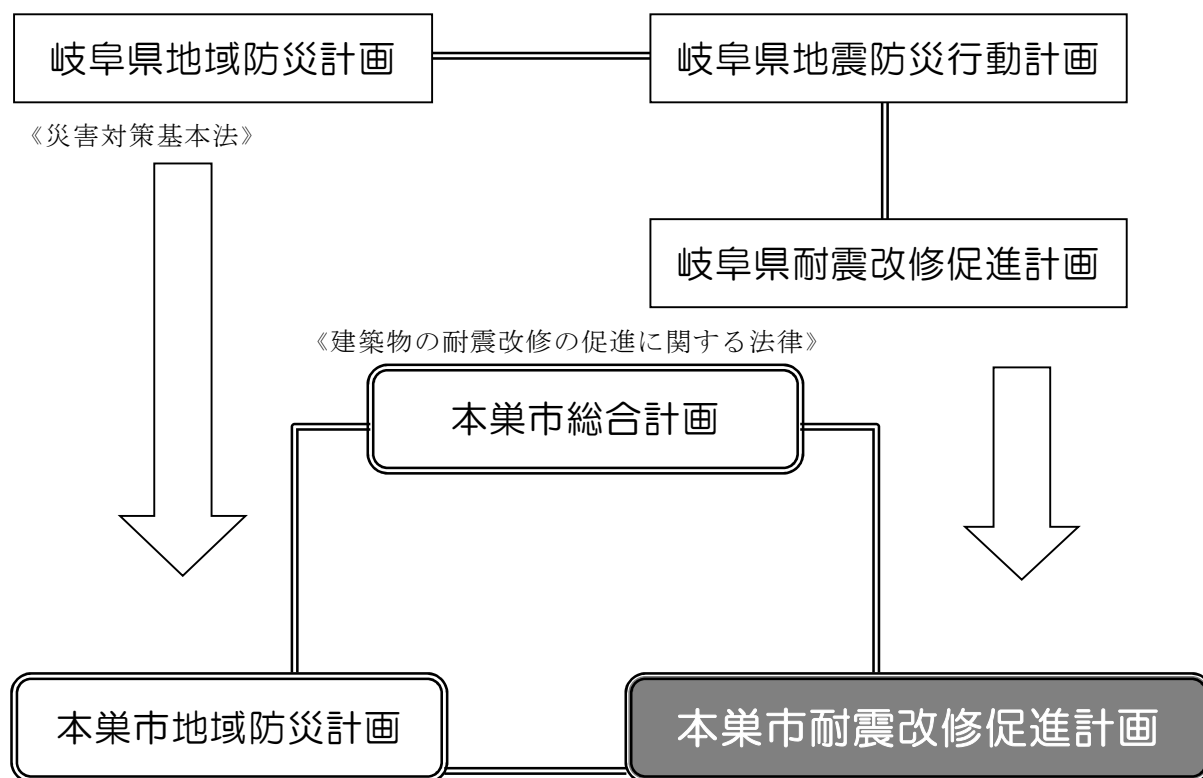 岐阜県地域防災計画
岐阜県地震防災行動計画
《災害対策基本法》
岐阜県耐震改修促進計画
《建築物の耐震改修の促進に関する法律》
本巣市総合計画
本巣市地域防災計画
本巣市耐震改修促進計画